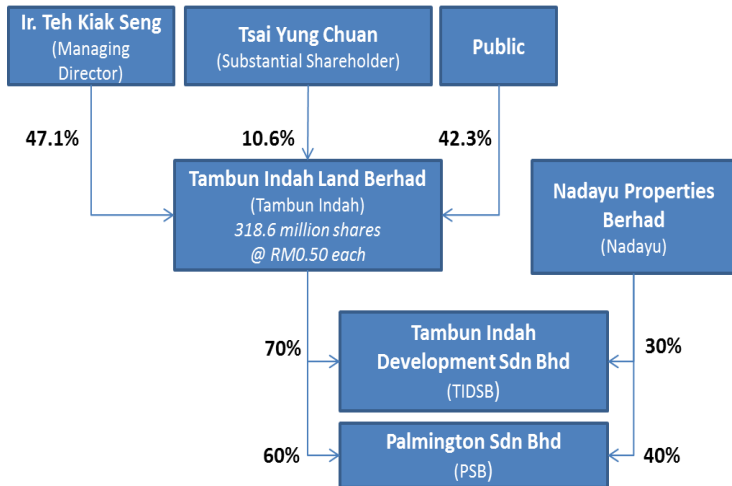 Ir. Teh Kiak Seng
(Managing
Director)
Tsai Yung Chuan
(Substantial Shareholder)
Public
47.1%
10.6%
42.3%
Tambun Indah Land Berhad
(Tambun Indah)
318.6 million shares
@ RM0.50 each
Nadayu Properties
Berhad
(Nadayu)
70%
Tambun Indah
Development Sdn Bhd
(TIDSB)
30%
60%
Palmington Sdn Bhd
(PSB)
40%